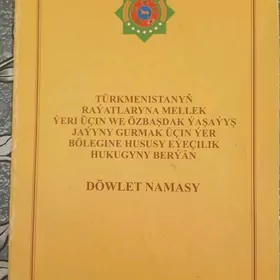 TÜRKMENISTANYŇ
RAÝATLARYNA MELLEK
ÝERI ÜÇIN WE ÖZBAŞDAK ÝAŞAÝYŞ
JAÝYNY GURMAK ÜÇIN ÝER
BÖLEGINE HUSUSY EÝEÇILIK
HUKUGYNY BERÝÄN
DÖWLET NAMASY